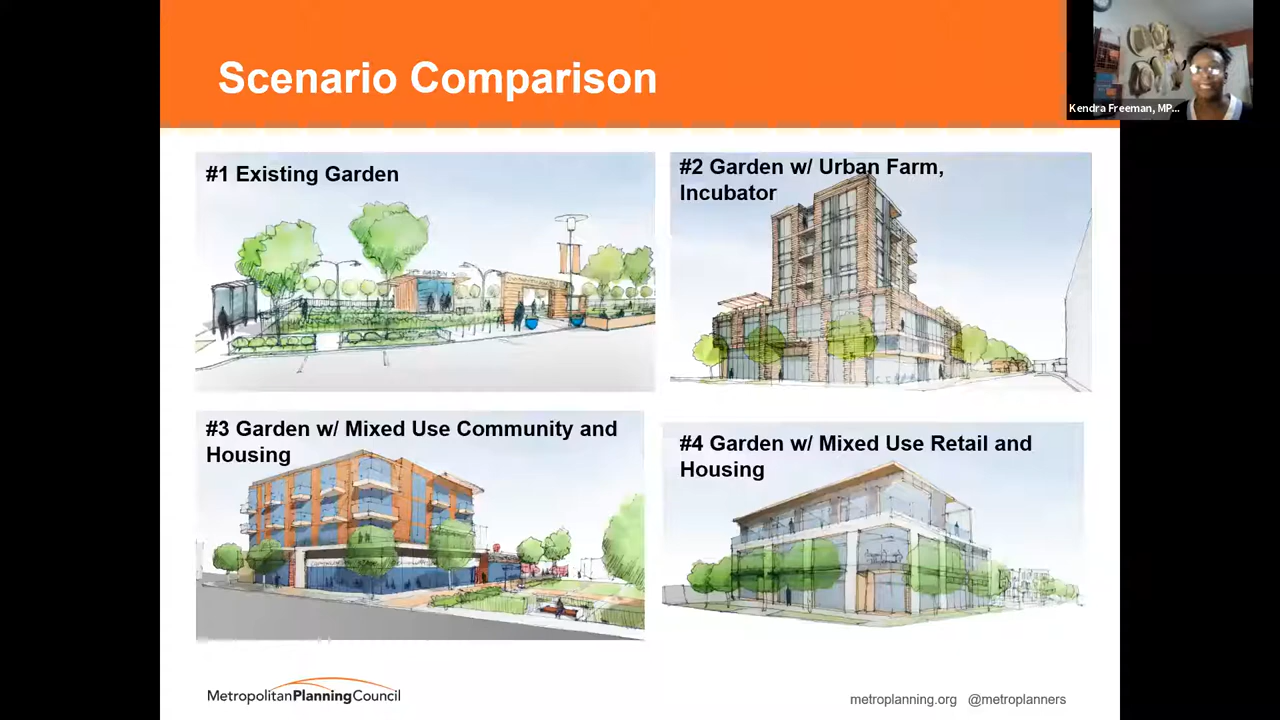 Scenario Comparison
Kendra Freeman, MP...
#1 Existing Garden
#2 Garden w/ Urban Farm,
Incubator
#3 Garden w/ Mixed Use Community and
Housing
#4 Garden w/ Mixed Use Retail and
Housing
MetropolitanPlanningCouncil
metroplanning.org @metroplanners